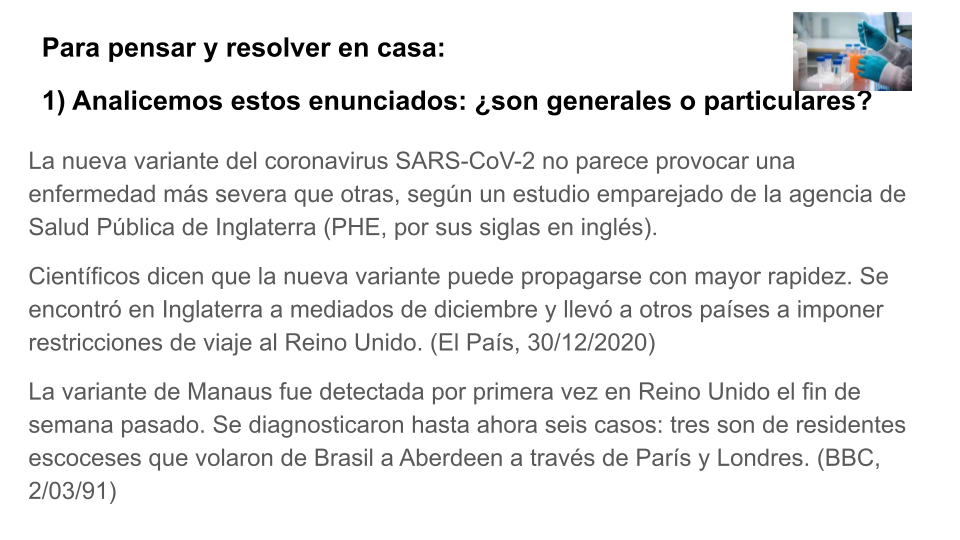 Para pensar y resolver en casa:
1) Analicemos estos enunciados: ¿son generales o particulares?
La nueva variante del coronavirus SARS-CoV-2 no parece provocar una
enfermedad más severa que otras, según un estudio emparejado de la agencia de
Salud Pública de Inglaterra (PHE, por sus siglas en inglés).
Científicos dicen que la nueva variante puede propagarse con mayor rapidez. Se
encontró en Inglaterra a mediados de diciembre y llevó a otros países a imponer
restricciones de viaje al Reino Unido. (El País, 30/12/2020)
La variante de Manaus fue detectada por primera vez en Reino Unido el fin de
semana pasado. Se diagnosticaron hasta ahora seis casos: tres son de residentes
escoceses que volaron de Brasil a Aberdeen a través de París y Londres. (BBC,
2/03/91)